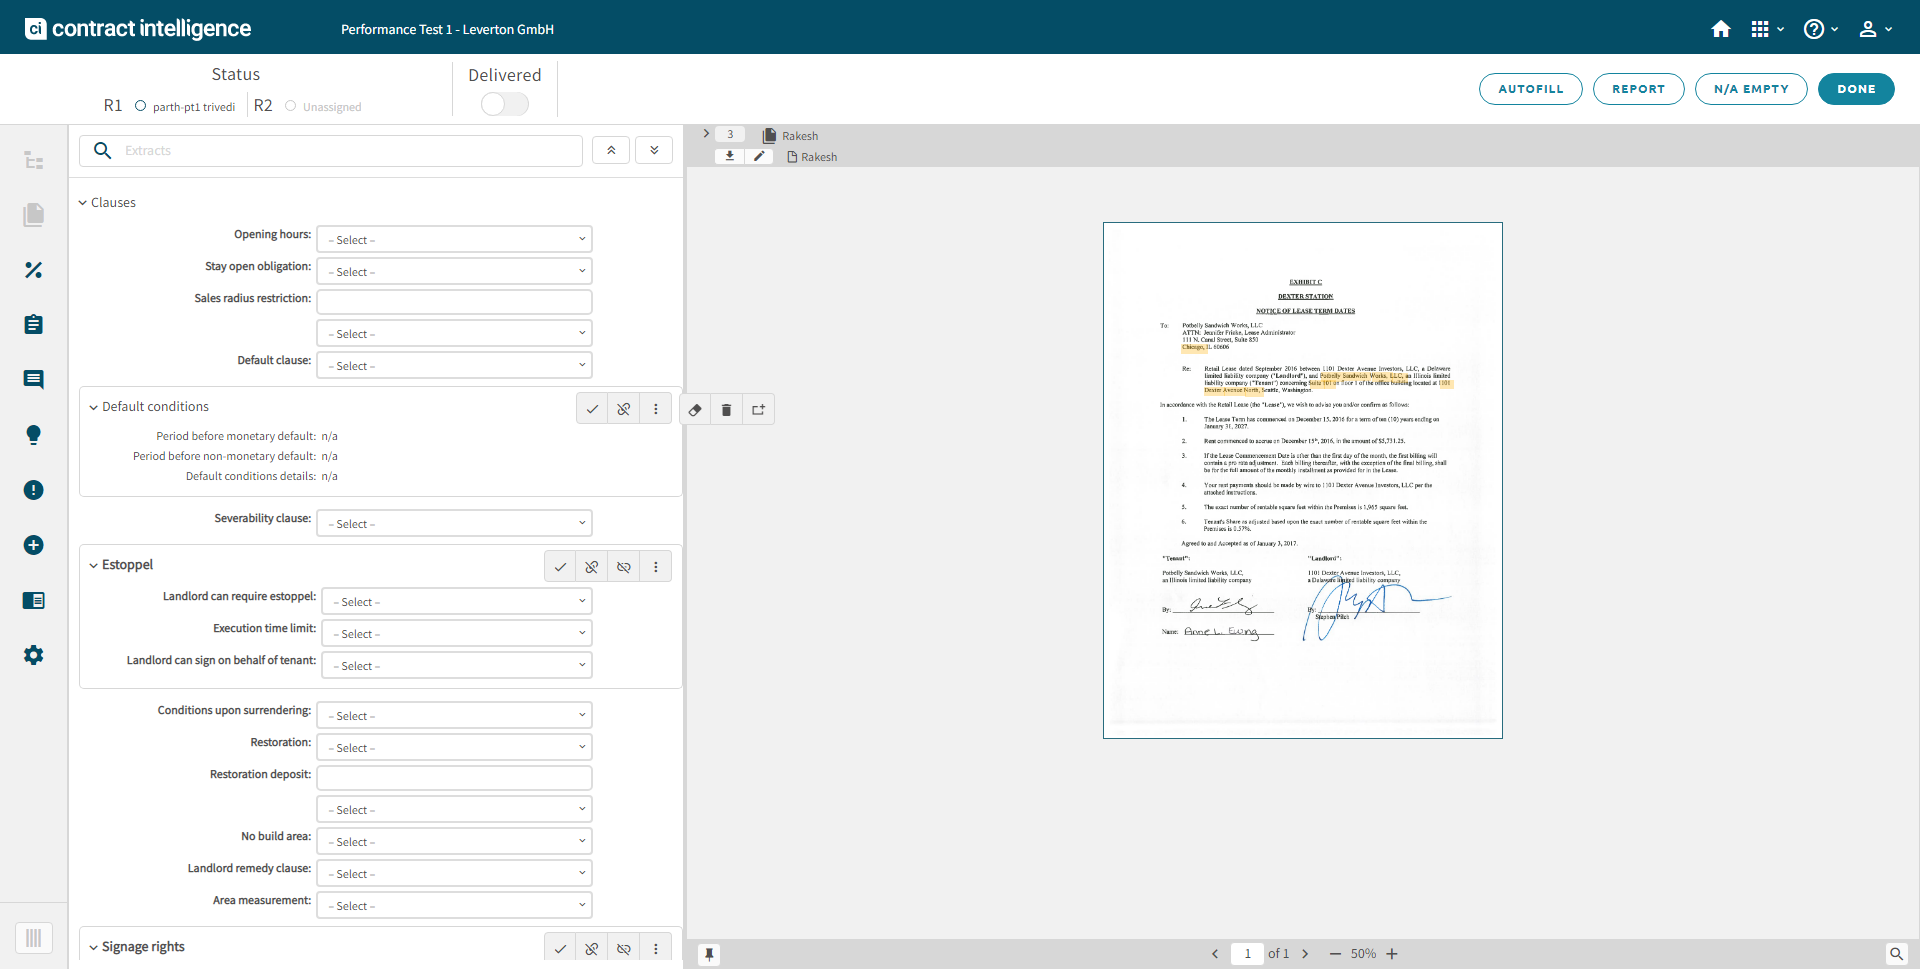 ci contract intelligence
Performance Test 1 - Leverton GmbH
Status
R1 parth-pt1 trivedi R2 Unassigned
Delivered
AUTOFILL
REPORT
N/A EMPTY
DONE
Extracts
Clauses
Opening hours: – Select –
Stay open obligation: – Select –
Sales radius restriction:
– Select –
Default clause: – Select –
Default conditions
Period before monetary default: n/a
Period before non-monetary default: n/a
Default conditions details: n/a
Severability clause: – Select –
Estoppel
Landlord can require estoppel: – Select –
Execution time limit: – Select –
Landlord can sign on behalf of tenant: – Select –
Conditions upon surrendering: – Select –
Restoration: – Select –
Restoration deposit:
– Select –
No build area: – Select –
Landlord remedy clause: – Select –
Area measurement: – Select –
Signage rights
3 Rakesh
Rakesh
EXHIBIT C
DEXTER STATION
NOTICE OF LEASE TERM DATES
To: Potbelly Sandwich Works, LLC
ATTN: Jennifer Friske, Lease Administrator
111 N. Canal Street, Suite 850
Chicago, IL 60606
Re: Retail Lease dated September 2016 between 1101 Dexter Avenue Investors, LLC, a Delaware
limited liability company ("Landlord"), and Potbelly Sandwich Works, LLC, an Illinois limited
liability company ("Tenant") concerning Suite 101 on floor 1 of the office building located at 1101
Dexter Avenue North, Seattle, Washington.
In accordance with the Retail Lease (the "Lease"), we wish to advise you and/or confirm as follows:
1. The Lease Term has commenced on December 15, 2016 for a term of ten (10) years ending on
January 31, 2027.
2. Rent commenced to accrue on December 15th, 2016, in the amount of $5,731.25.
3. If the Lease Commencement Date is other than the first day of the month, the first billing will
contain a pro rata adjustment. Each billing thereafter, with the exception of the final billing, shall
be for the full amount of the monthly installment as provided for in the Lease.
4. Your rent payments should be made by wire to 1101 Dexter Avenue Investors, LLC per the
attached instructions.
5. The exact number of rentable square feet within the Premises is 1,965 square feet.
6. Tenant's Share as adjusted based upon the exact number of rentable square feet within the
Premises is 0.57%.
Agreed to and Accepted as of January 3, 2017.
"Tenant": "Landlord":
Potbelly Sandwich Works, LLC, 1101 Dexter Avenue Investors, LLC,
an Illinois limited liability company a Delaware limited liability company
By: By:
Stephen Pitch
Name: Anne L. Ewing
1 of 1 50%